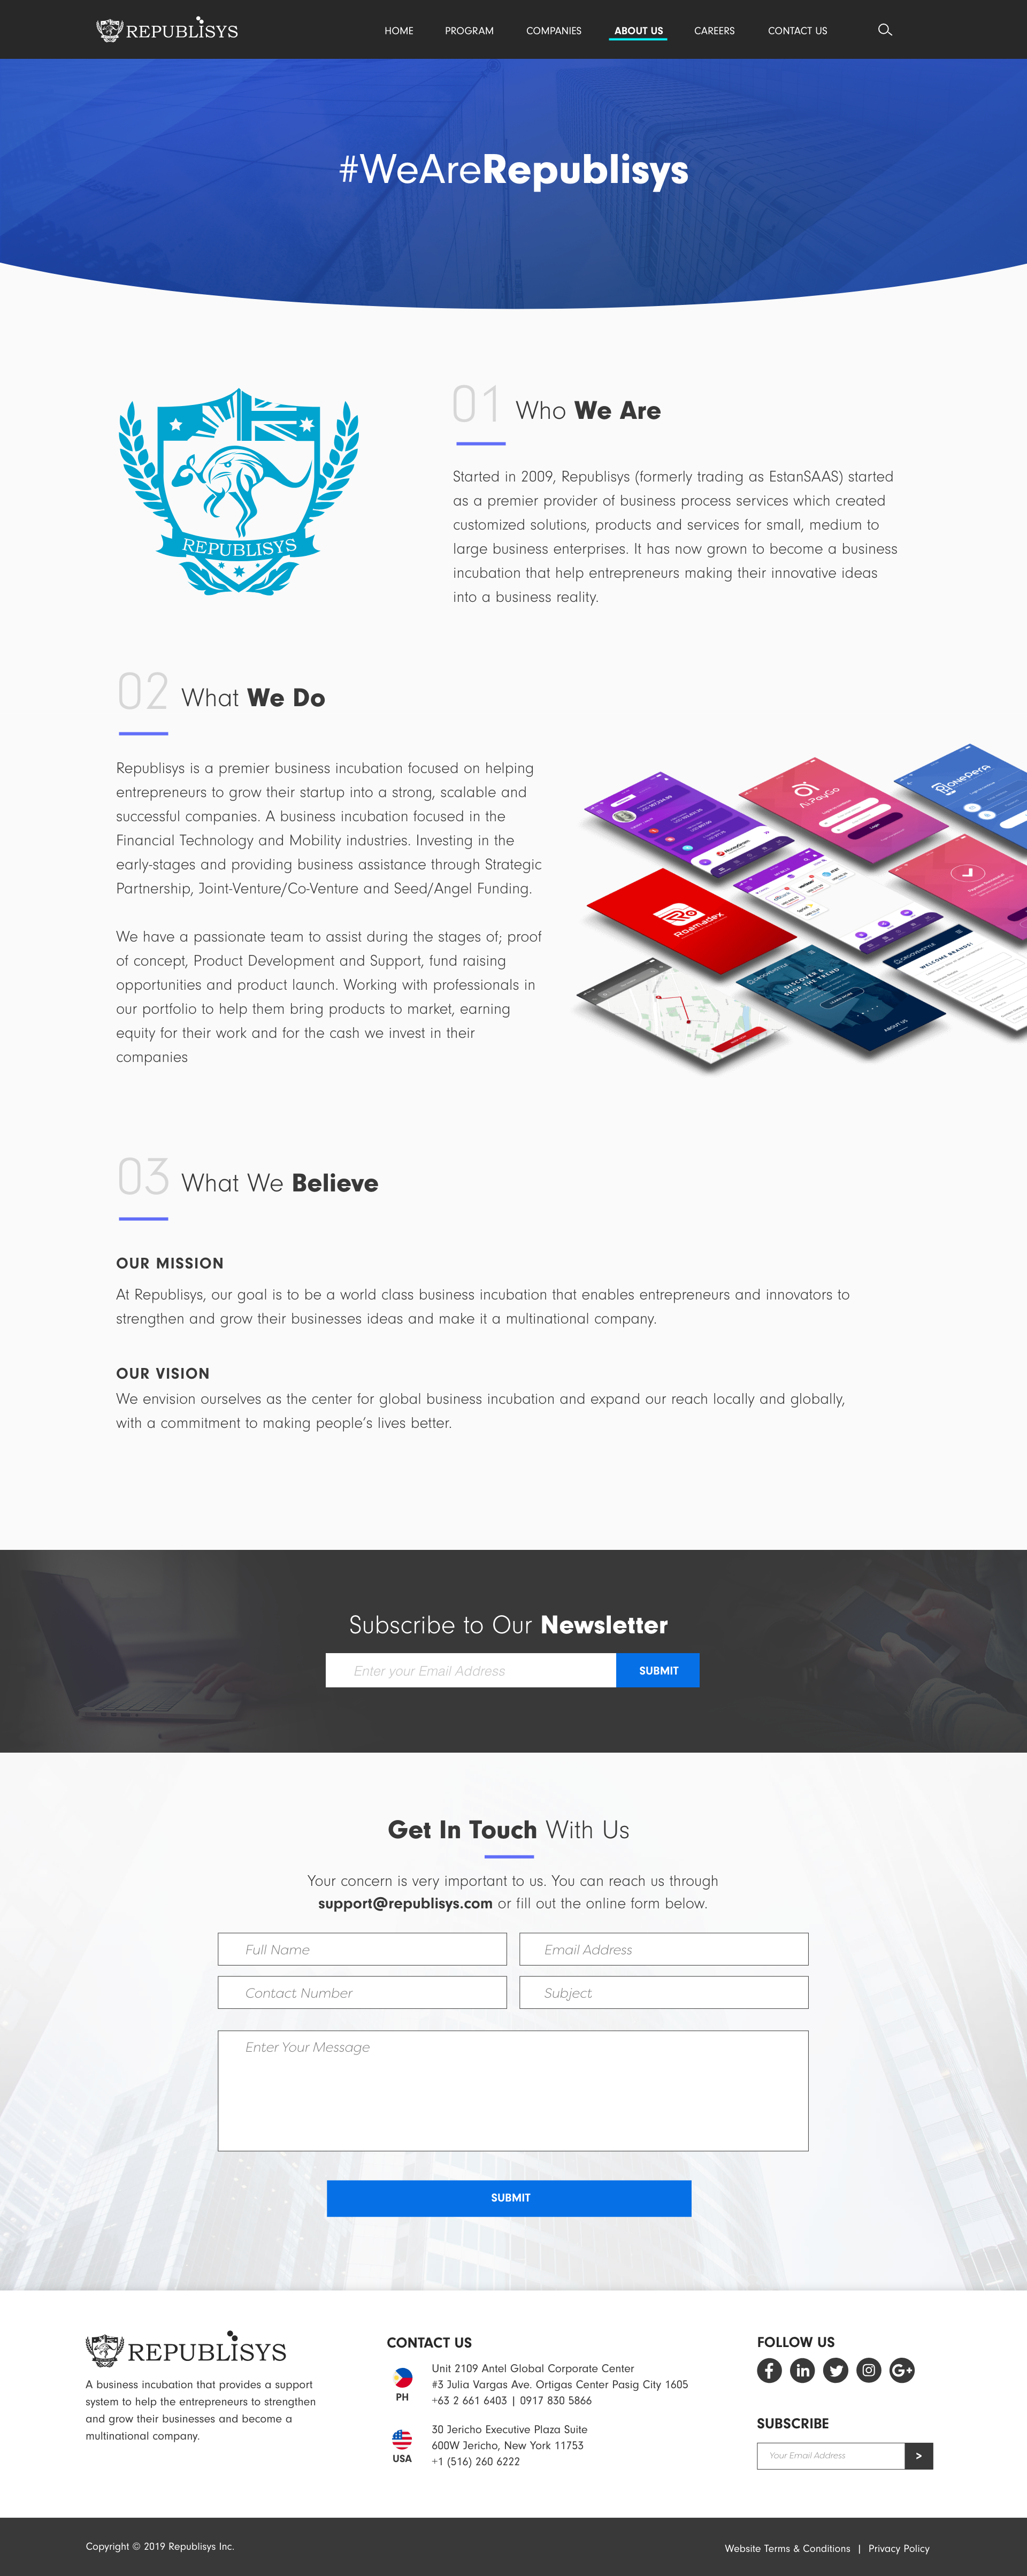 REPUBLISYS
HOME
PROGRAM
COMPANIES
ABOUT US
CAREERS
CONTACT US
#WeAreRepublisys
REPUBLISYS
01 Who We Are
Started in 2009, Republisys (formerly trading as EstanSAAS) started
as a premier provider of business process services which created
customized solutions, products and services for small, medium to
large business enterprises. It has now grown to become a business
incubation that help entrepreneurs making their innovative ideas
into a business reality.
02 What We Do
Republisys is a premier business incubation focused on helping
entrepreneurs to grow their startup into a strong, scalable and
successful companies. A business incubation focused in the
Financial Technology and Mobility industries. Investing in the
early-stages and providing business assistance through Strategic
Partnership, Joint-Venture/Co-Venture and Seed/Angel Funding.
We have a passionate team to assist during the stages of; proof
of concept, Product Development and Support, fund raising
opportunities and product launch. Working with professionals in
our portfolio to help them bring products to market, earning
equity for their work and for the cash we invest in their
companies
Roamadex
DISCOVER &
SHOP THE TREND
ABOUT US
WELCOME BRANDS!
03 What We Believe
OUR MISSION
At Republisys, our goal is to be a world class business incubation that enables entrepreneurs and innovators to
strengthen and grow their businesses ideas and make it a multinational company.
OUR VISION
We envision ourselves as the center for global business incubation and expand our reach locally and globally,
with a commitment to making people's lives better.
Subscribe to Our Newsletter
Enter your Email Address
SUBMIT
Get In Touch With Us
Your concern is very important to us. You can reach us through
support@republisys.com or fill out the online form below.
Full Name
Email Address
Contact Number
Subject
Enter Your Message
SUBMIT
REPUBLISYS
A business incubation that provides a support
system to help the entrepreneurs to strengthen
and grow their businesses and become a
multinational company.
CONTACT US
PH
Unit 2109 Antel Global Corporate Center
#3 Julia Vargas Ave. Ortigas Center Pasig City 1605
+63 2 661 6403 | 0917 830 5866
USA
30 Jericho Executive Plaza Suite
600W Jericho, New York 11753
+1 (516) 260 6222
FOLLOW US
f in G+
SUBSCRIBE
Your Email Address
>
Copyright © 2019 Republisys Inc.
Website Terms & Conditions | Privacy Policy